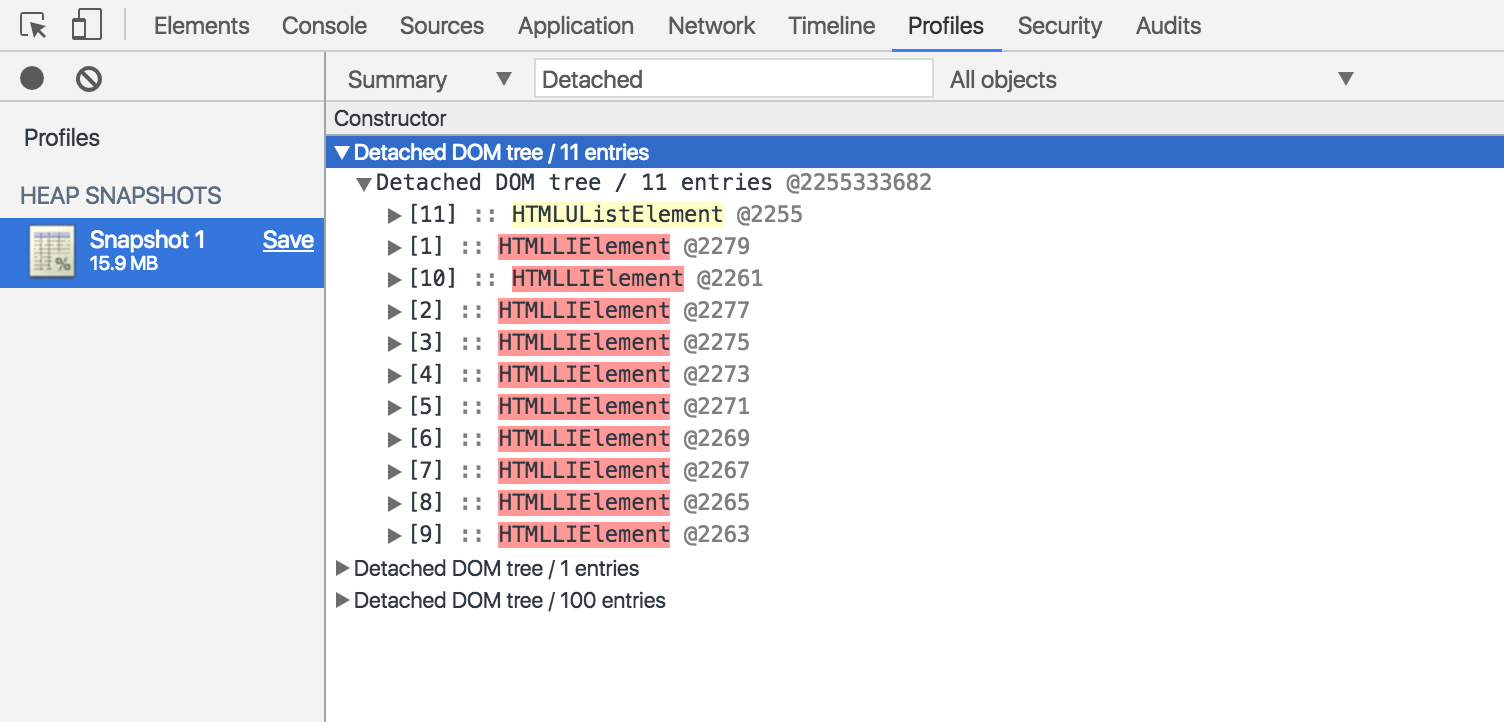 Elements Console Sources Application Network Timeline Profiles Security Audits
Summary Detached All objects
Profiles
HEAP SNAPSHOTS
Snapshot 1 Save
15.9 MB
Constructor
Detached DOM tree / 11 entries
Detached DOM tree / 11 entries @2255333682
[11] :: HTMLUListElement @2255
[1] :: HTMLLIElement @2279
[10] :: HTMLLIElement @2261
[2] :: HTMLLIElement @2277
[3] :: HTMLLIElement @2275
[4] :: HTMLLIElement @2273
[5] :: HTMLLIElement @2271
[6] :: HTMLLIElement @2269
[7] :: HTMLLIElement @2267
[8] :: HTMLLIElement @2265
[9] :: HTMLLIElement @2263
Detached DOM tree / 1 entries
Detached DOM tree / 100 entries